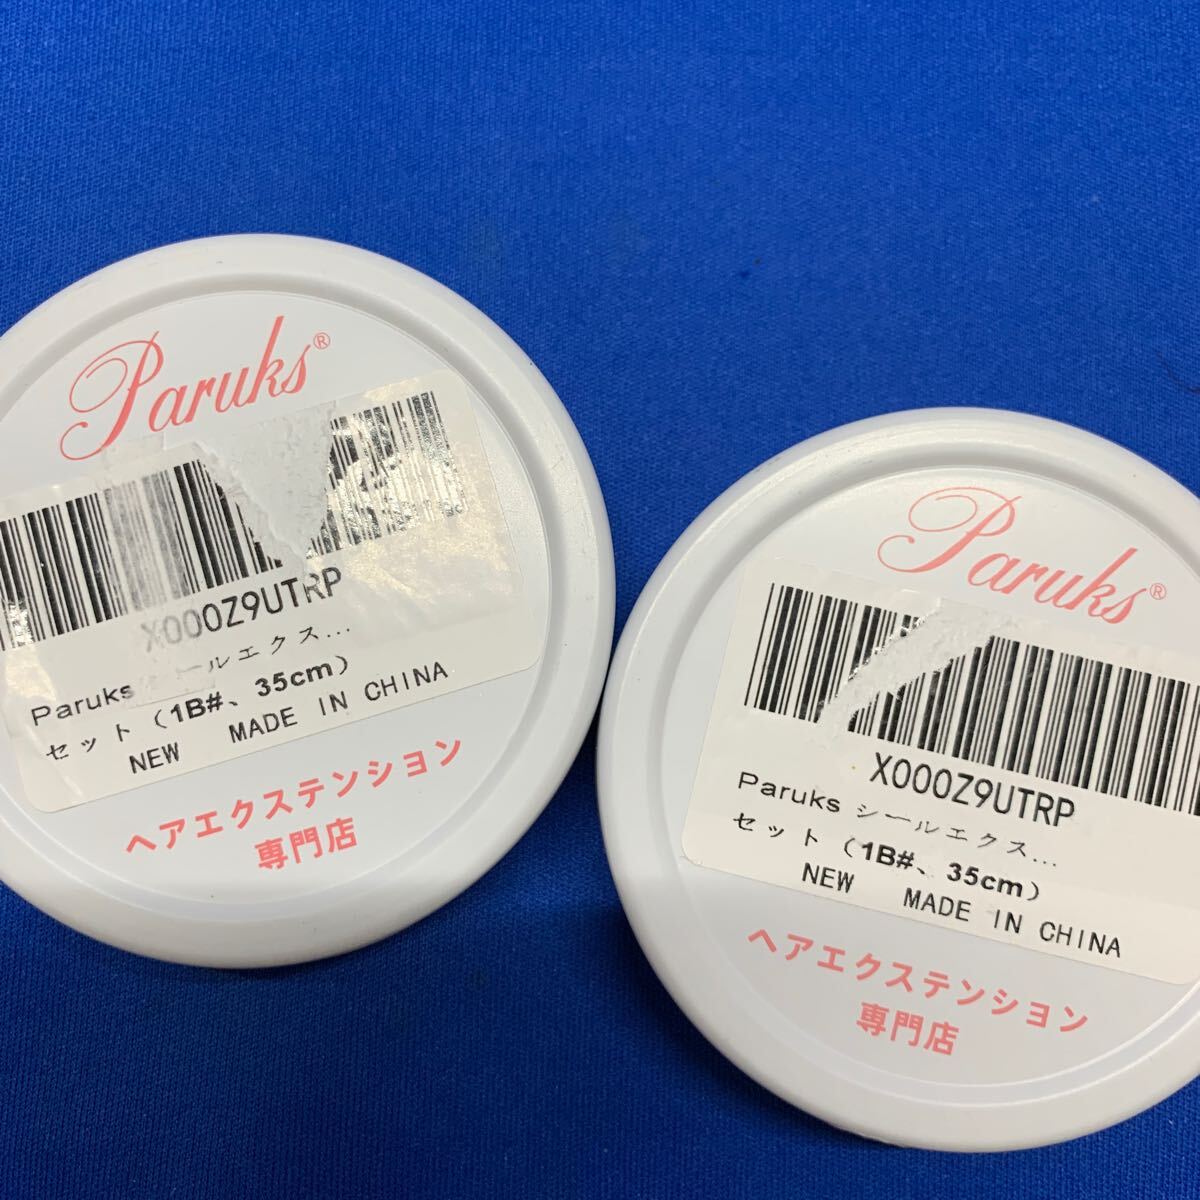 Paruks®
X000Z9UTRP
Paruks シールエクス...
セット（1B#、35cm）
NEW MADE IN CHINA
ヘアエクステンション
専門店
Paruks®
X000Z9UTRP
Paruks シールエクス...
セット（1B#、35cm）
NEW MADE IN CHINA
ヘアエクステンション
専門店